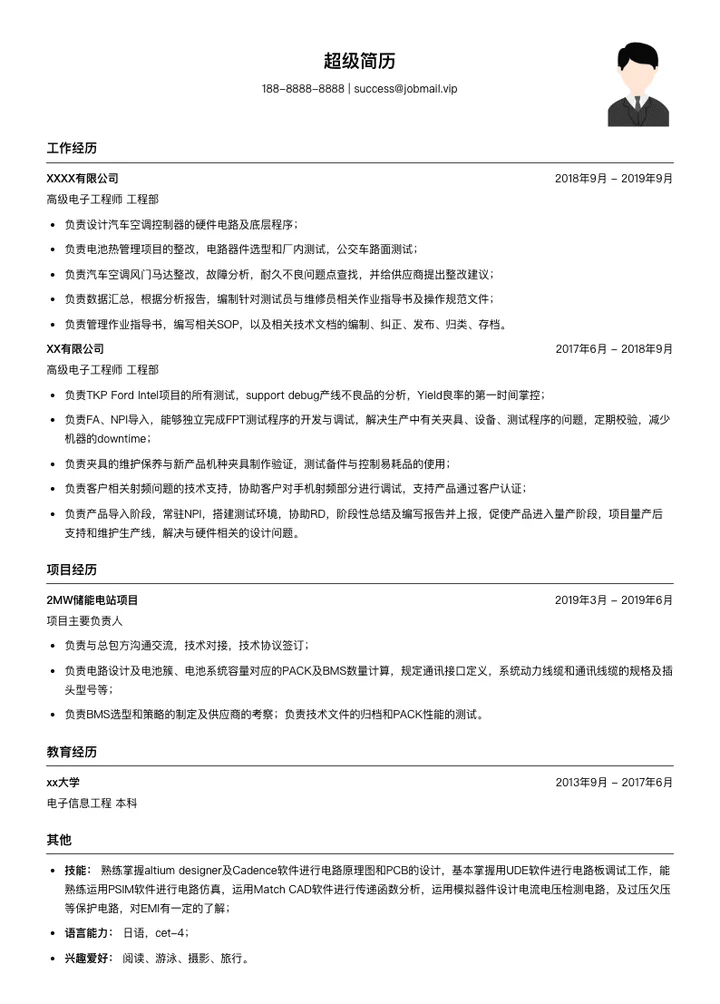 超级简历
188-8888-8888 | success@jobmail.vip
工作经历
XXXX有限公司 2018年9月 – 2019年9月
高级电子工程师 工程部
• 负责设计汽车空调控制器的硬件电路及底层程序；
• 负责电池热管理项目的整改，电路器件选型和厂内测试，公交车路面测试；
• 负责汽车空调风门马达整改，故障分析，耐久不良问题点查找，并给供应商提出整改建议；
• 负责数据汇总，根据分析报告，编制针对测试员与维修员相关作业指导书及操作规范文件；
• 负责管理作业指导书，编写相关SOP，以及相关技术文档的编制、纠正、发布、归类、存档。
XX有限公司 2017年6月 – 2018年9月
高级电子工程师 工程部
• 负责TKP Ford Intel项目的所有测试，support debug产线不良品的分析，Yield良率的第一时间掌控；
• 负责FA、NPI导入，能够独立完成FPT测试程序的开发与调试，解决生产中有关夹具、设备、测试程序的问题，定期校验，减少
机器的downtime；
• 负责夹具的维护保养与新产品机种夹具制作验证，测试备件与控制易耗品的使用；
• 负责客户相关射频问题的技术支持，协助客户对手机射频部分进行调试，支持产品通过客户认证；
• 负责产品导入阶段，常驻NPI，搭建测试环境，协助RD，阶段性总结及编写报告并上报，促使产品进入量产阶段，项目量产后
支持和维护生产线，解决与硬件相关的设计问题。
项目经历
2MW储能电站项目 2019年3月 – 2019年6月
项目主要负责人
• 负责与总包方沟通交流，技术对接，技术协议签订；
• 负责电路设计及电池簇、电池系统容量对应的PACK及BMS数量计算，规定通讯接口定义，系统动力线缆和通讯线缆的规格及插
头型号等；
• 负责BMS选型和策略的制定及供应商的考察；负责技术文件的归档和PACK性能的测试。
教育经历
xx大学 2013年9月 – 2017年6月
电子信息工程 本科
其他
• 技能： 熟练掌握altium designer及Cadence软件进行电路原理图和PCB的设计，基本掌握用UDE软件进行电路板调试工作，能
熟练运用PSIM软件进行电路仿真，运用Match CAD软件进行传递函数分析，运用模拟器件设计电流电压检测电路，及过压欠压
等保护电路，对EMI有一定的了解；
• 语言能力： 日语，cet-4；
• 兴趣爱好： 阅读、游泳、摄影、旅行。